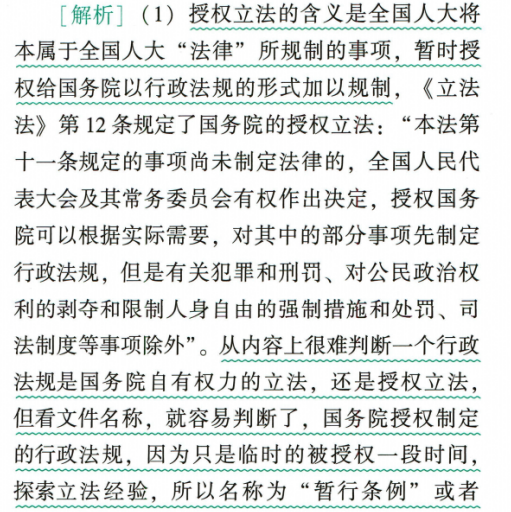 ［解析］（1）授权立法的含义是全国人大将
本属于全国人大“法律”所规制的事项，暂时授
权给国务院以行政法规的形式加以规制，《立法
法》第 12 条规定了国务院的授权立法：“本法第
十一条规定的事项尚未制定法律的，全国人民代
表大会及其常务委员会有权作出决定，授权国务
院可以根据实际需要，对其中的部分事项先制定
行政法规，但是有关犯罪和刑罚、对公民政治权
利的剥夺和限制人身自由的强制措施和处罚、司
法制度等事项除外”。从内容上很难判断一个行政
法规是国务院自有权力的立法，还是授权立法，
但看文件名称，就容易判断了，国务院授权制定
的行政法规，因为只是临时的被授权一段时间，
探索立法经验，所以名称为“暂行条例”或者